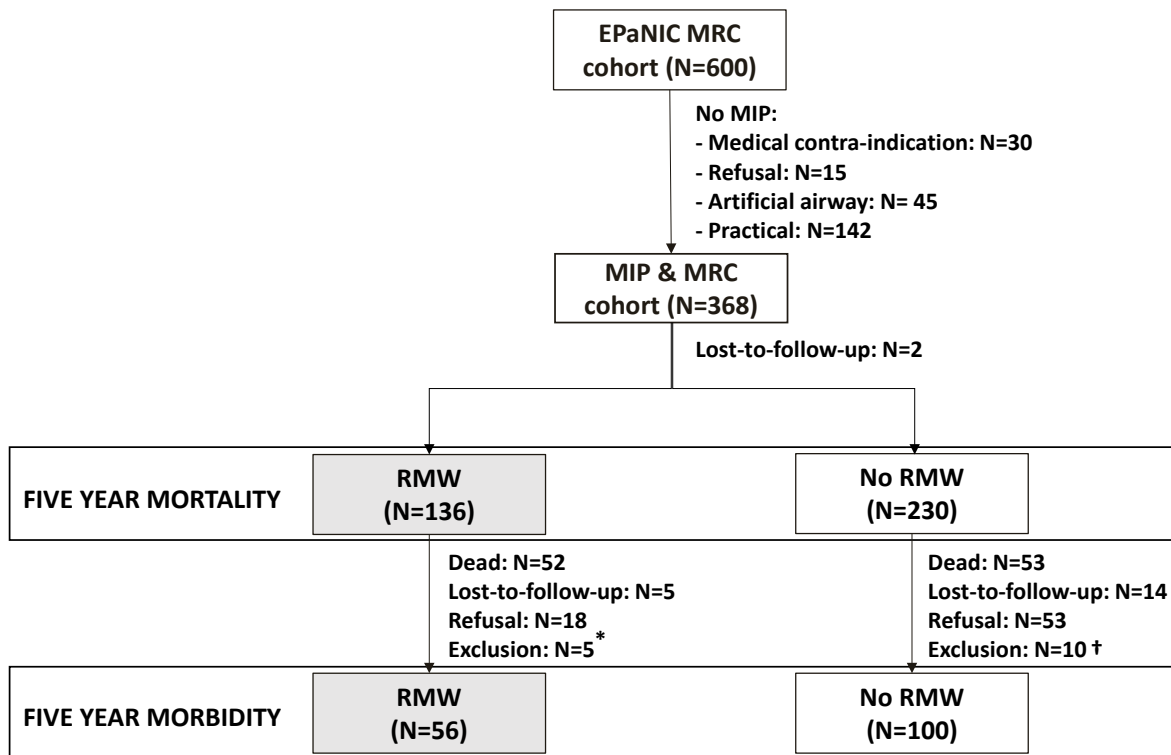 EPaNIC MRC
cohort (N=600)
No MIP:
- Medical contra-indication: N=30
- Refusal: N=15
- Artificial airway: N= 45
- Practical: N=142
MIP & MRC
cohort (N=368)
Lost-to-follow-up: N=2
FIVE YEAR MORTALITY
RMW
(N=136)
No RMW
(N=230)
Dead: N=52
Lost-to-follow-up: N=5
Refusal: N=18
Exclusion: N=5*
Dead: N=53
Lost-to-follow-up: N=14
Refusal: N=53
Exclusion: N=10 †
FIVE YEAR MORBIDITY
RMW
(N=56)
No RMW
(N=100)